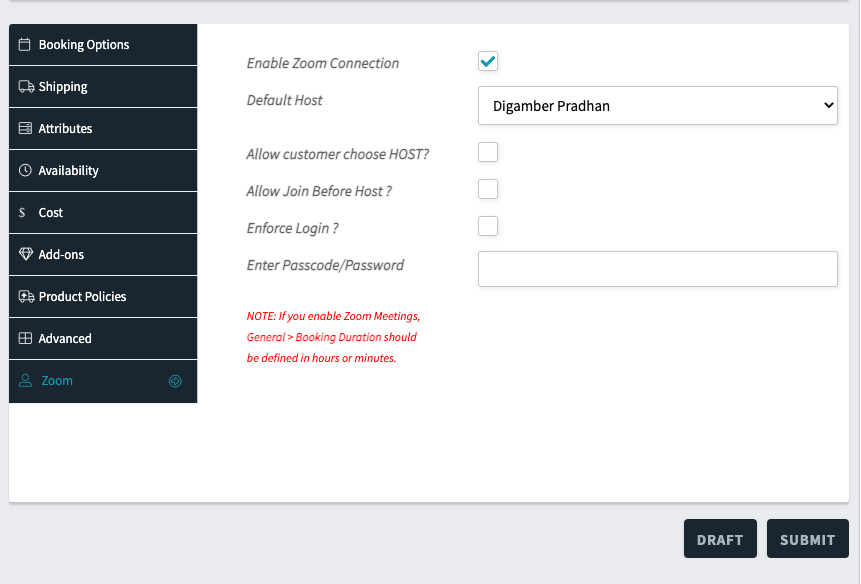 Booking Options
Shipping
Attributes
Availability
$ Cost
Add-ons
Product Policies
Advanced
Zoom
Enable Zoom Connection
Default Host
Digamber Pradhan
Allow customer choose HOST?
Allow Join Before Host ?
Enforce Login ?
Enter Passcode/Password
NOTE: If you enable Zoom Meetings,
General > Booking Duration should
be defined in hours or minutes.
DRAFT
SUBMIT